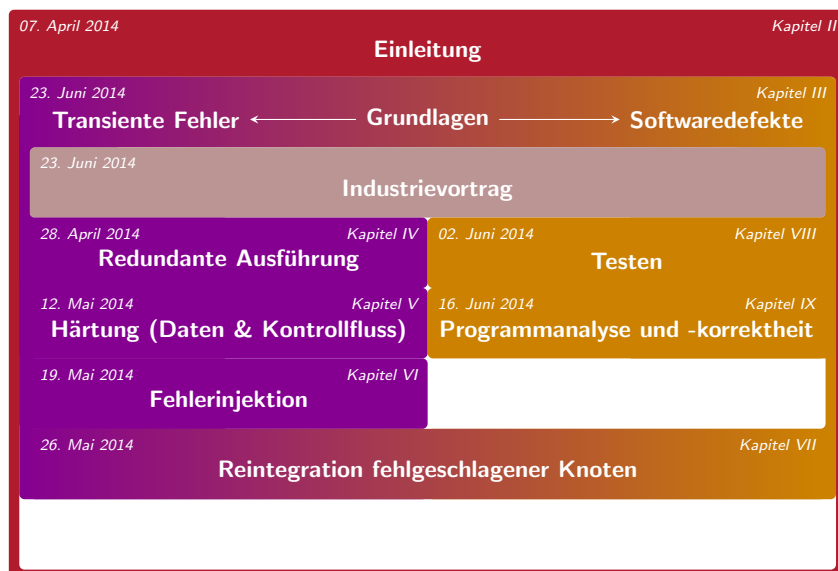 07. April 2014 Kapitel II
Einleitung
23. Juni 2014 Kapitel III
Transiente Fehler Grundlagen Softwaredefekte
23. Juni 2014
Industrievortrag
28. April 2014 Kapitel IV
Redundante Ausführung
02. Juni 2014 Kapitel VIII
Testen
12. Mai 2014 Kapitel V
Härtung (Daten & Kontrollfluss)
16. Juni 2014 Kapitel IX
Programmanalyse und -korrektheit
19. Mai 2014 Kapitel VI
Fehlerinjektion
26. Mai 2014 Kapitel VII
Reintegration fehlgeschlagener Knoten